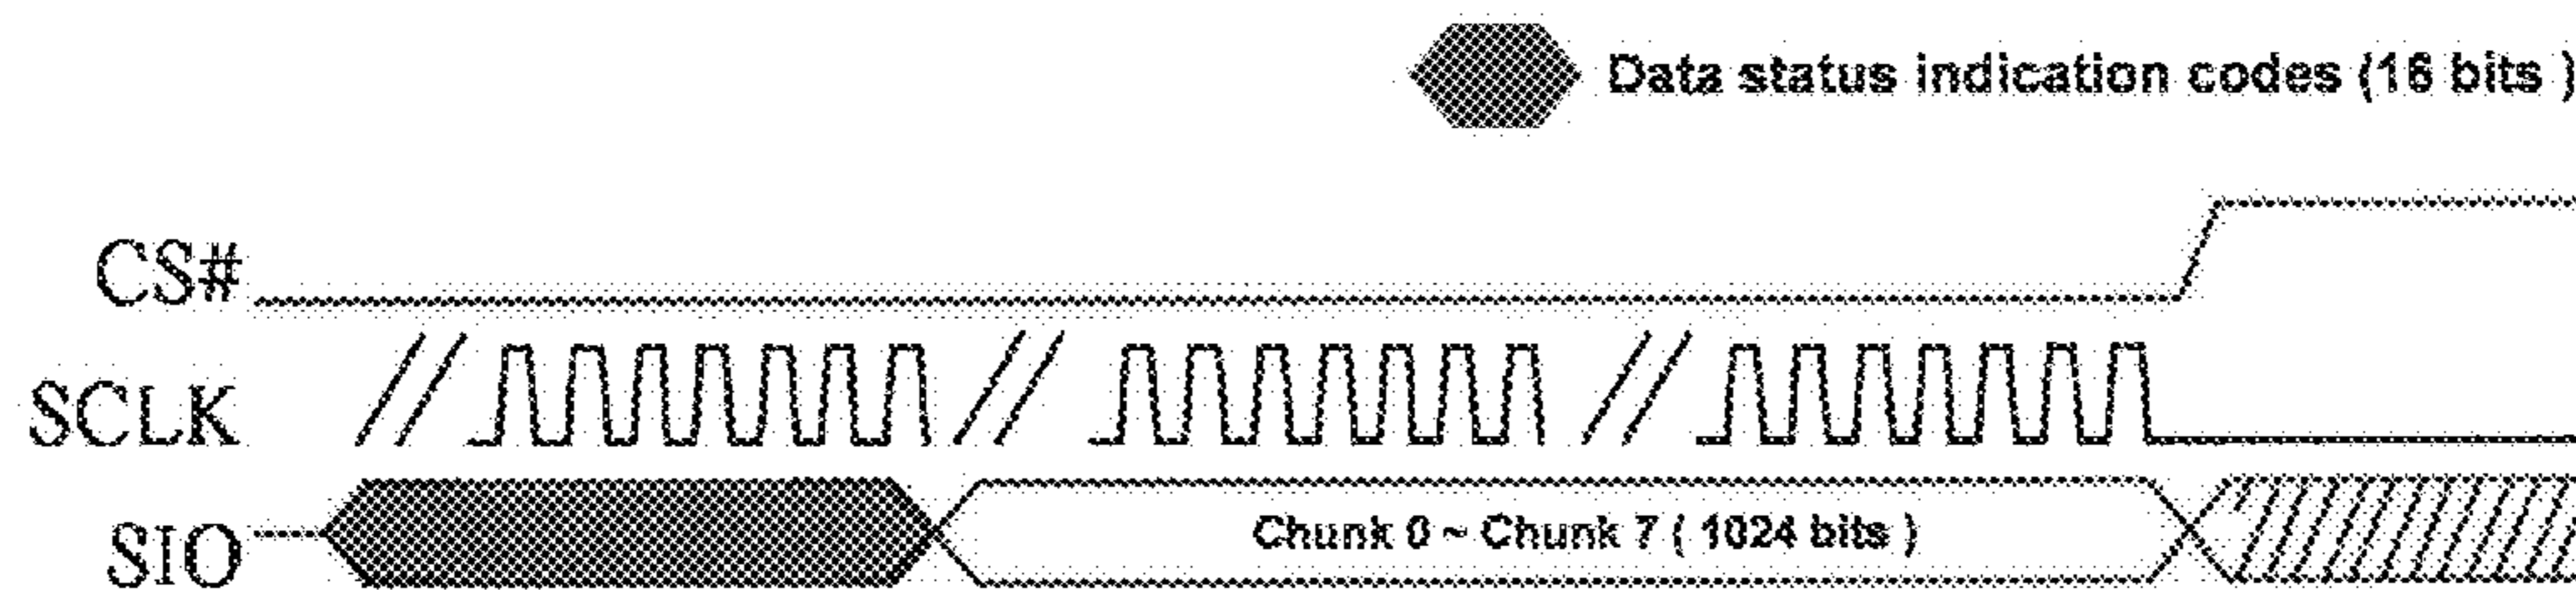 Data status indication codes (16 bits )
CS#
SCLK
SIO
Chunk 0 ~ Chunk 7 ( 1024 bits )